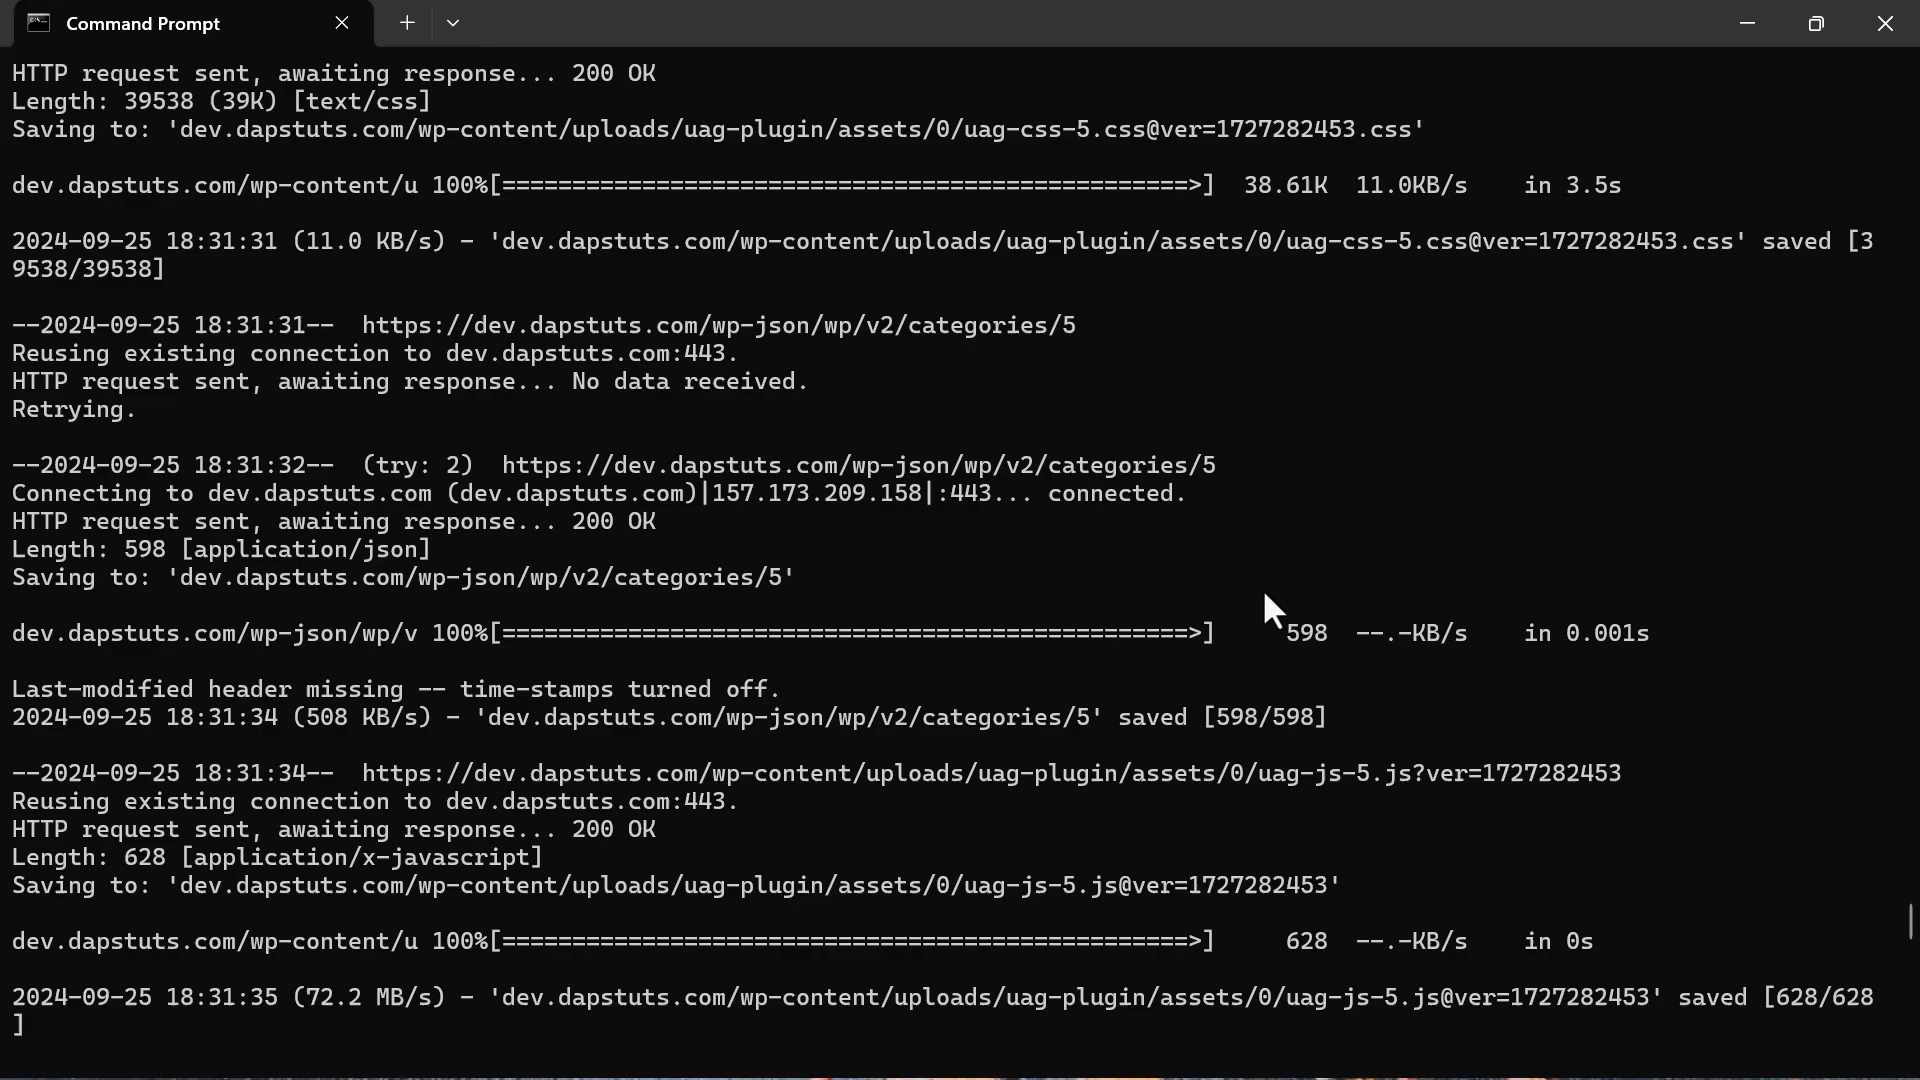 Command Prompt
HTTP request sent, awaiting response... 200 OK
Length: 39538 (39K) [text/css]
Saving to: 'dev.dapstuts.com/wp-content/uploads/uag-plugin/assets/0/uag-css-5.css@ver=1727282453.css'
dev.dapstuts.com/wp-content/u 100%[=================================================>]  38.61K  11.0KB/s    in 3.5s
2024-09-25 18:31:31 (11.0 KB/s) - 'dev.dapstuts.com/wp-content/uploads/uag-plugin/assets/0/uag-css-5.css@ver=1727282453.css' saved [3
9538/39538]
--2024-09-25 18:31:31--  https://dev.dapstuts.com/wp-json/wp/v2/categories/5
Reusing existing connection to dev.dapstuts.com:443.
HTTP request sent, awaiting response... No data received.
Retrying.
--2024-09-25 18:31:32--  (try: 2)  https://dev.dapstuts.com/wp-json/wp/v2/categories/5
Connecting to dev.dapstuts.com (dev.dapstuts.com)|157.173.209.158|:443... connected.
HTTP request sent, awaiting response... 200 OK
Length: 598 [application/json]
Saving to: 'dev.dapstuts.com/wp-json/wp/v2/categories/5'
dev.dapstuts.com/wp-json/wp/v 100%[=================================================>]     598  --.-KB/s    in 0.001s
Last-modified header missing -- time-stamps turned off.
2024-09-25 18:31:34 (508 KB/s) - 'dev.dapstuts.com/wp-json/wp/v2/categories/5' saved [598/598]
--2024-09-25 18:31:34--  https://dev.dapstuts.com/wp-content/uploads/uag-plugin/assets/0/uag-js-5.js?ver=1727282453
Reusing existing connection to dev.dapstuts.com:443.
HTTP request sent, awaiting response... 200 OK
Length: 628 [application/x-javascript]
Saving to: 'dev.dapstuts.com/wp-content/uploads/uag-plugin/assets/0/uag-js-5.js@ver=1727282453'
dev.dapstuts.com/wp-content/u 100%[=================================================>]     628  --.-KB/s    in 0s
2024-09-25 18:31:35 (72.2 MB/s) - 'dev.dapstuts.com/wp-content/uploads/uag-plugin/assets/0/uag-js-5.js@ver=1727282453' saved [628/628
]